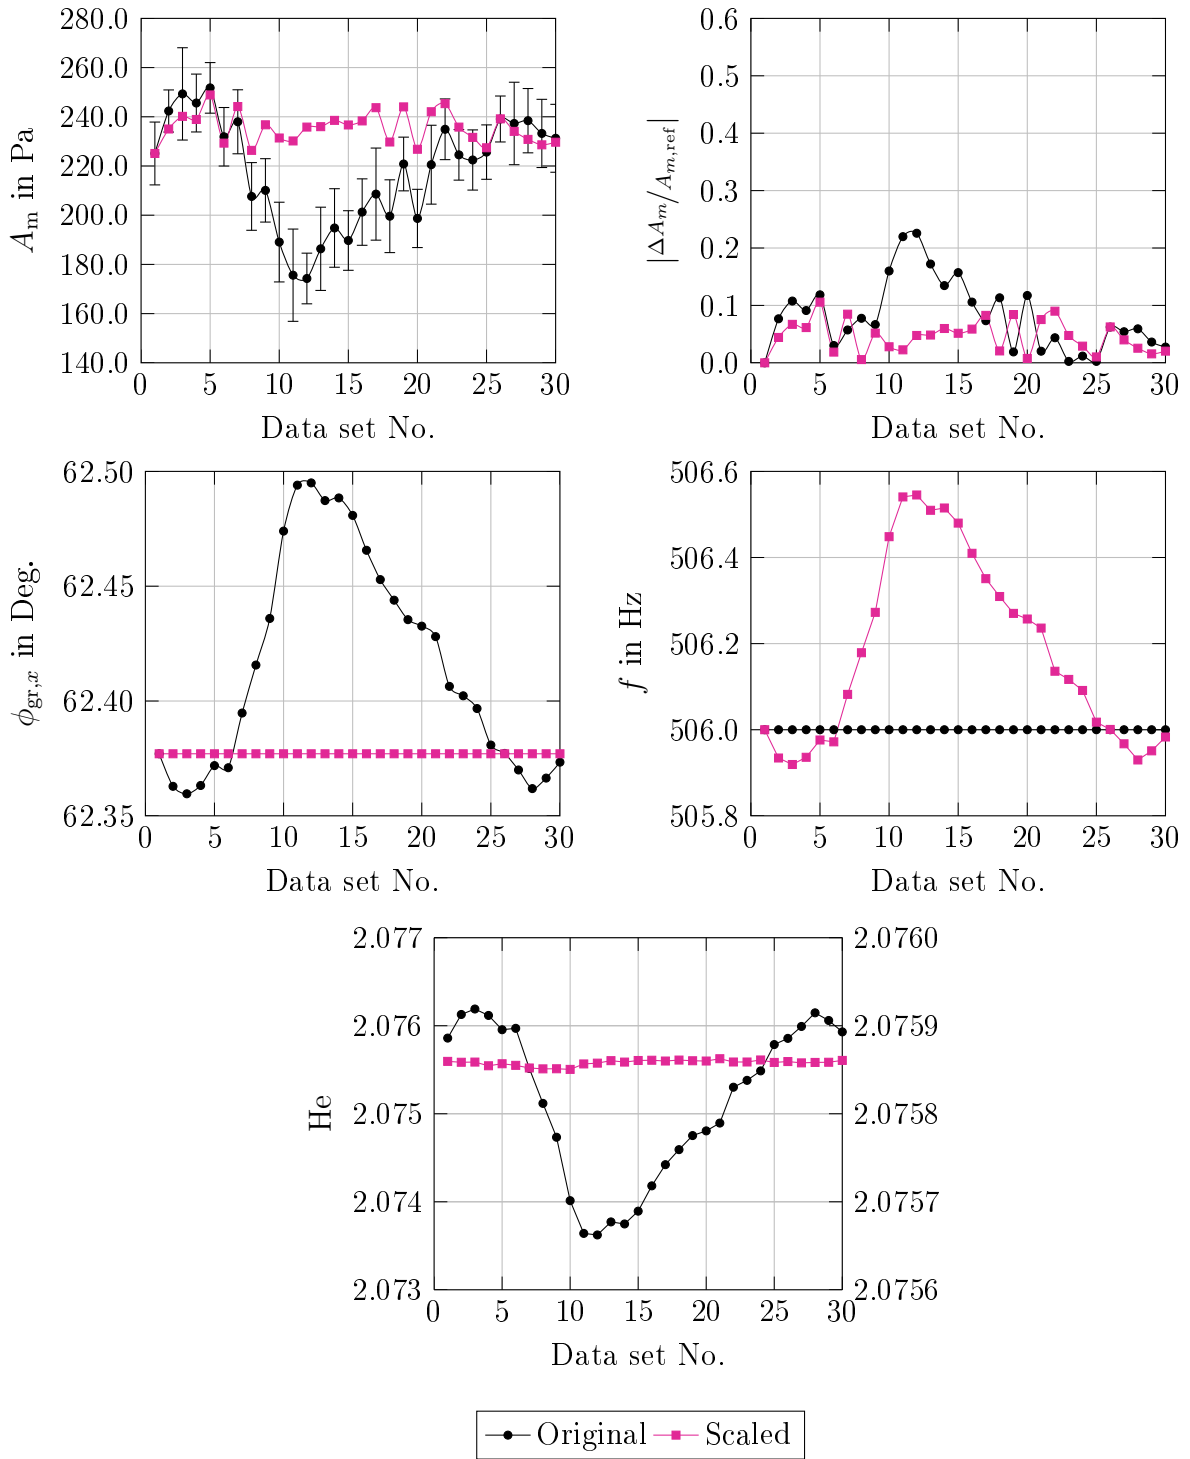 280.0
260.0
240.0
220.0
200.0
180.0
160.0
140.0
0 5 10 15 20 25 30
A_m in Pa
Data set No.
0.6
0.5
0.4
0.3
0.2
0.1
0.0
0 5 10 15 20 25 30
|ΔA_m/A_{m,ref}|
Data set No.
62.50
62.45
62.40
62.35
0 5 10 15 20 25 30
ϕ_{gr,x} in Deg.
Data set No.
506.6
506.4
506.2
506.0
505.8
0 5 10 15 20 25 30
f in Hz
Data set No.
2.077
2.076
2.075
2.074
2.073
2.0760
2.0759
2.0758
2.0757
2.0756
0 5 10 15 20 25 30
He
Data set No.
Original Scaled